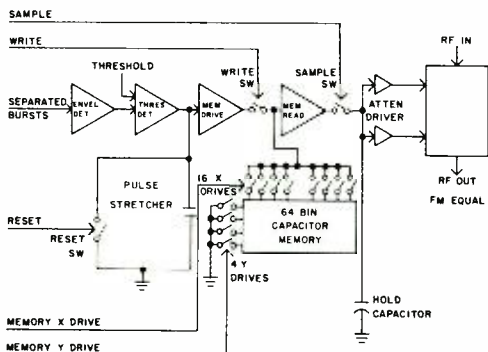 SAMPLE
WRITE
THRESHOLD
SEPARATED
BURSTS
ENVEL
DET
THRES
DET
MEM
DRIVE
WRITE
SW
MEM
READ
SAMPLE
SW
ATTEN
DRIVER
RF IN
RF OUT
FM EQUAL
PULSE
STRETCHER
16 X
DRIVES
64 BIN
CAPACITOR
MEMORY
RESET
RESET
SW
4 Y
DRIVES
HOLD
CAPACITOR
MEMORY X DRIVE
MEMORY Y DRIVE